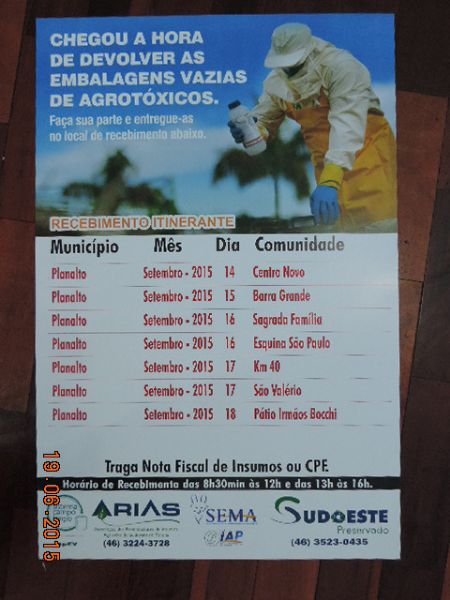 CHEGOU A HORA
DE DEVOLVER AS
EMBALAGENS VAZIAS
DE AGROTÓXICOS.
Faça sua parte e entregue-as
no local de recebimento abaixo.
RECEBIMENTO ITINERANTE
Município Mês Dia Comunidade
Planalto Setembro - 2015 14 Centro Novo
Planalto Setembro - 2015 15 Barra Grande
Planalto Setembro - 2015 16 Sagrada Família
Planalto Setembro - 2015 16 Esquina São Paulo
Planalto Setembro - 2015 17 Km 40
Planalto Setembro - 2015 17 São Valério
Planalto Setembro - 2015 18 Pátio Irmãos Bocchi
Traga Nota Fiscal de Insumos ou CPF.
Horário de Recebimento das 8h30min às 12h e das 13h às 16h.
ARIAS
(46) 3224-3728
SEMA
IAP
SUDOESTE
Preservado
(46) 3523-0435
19.08.2015